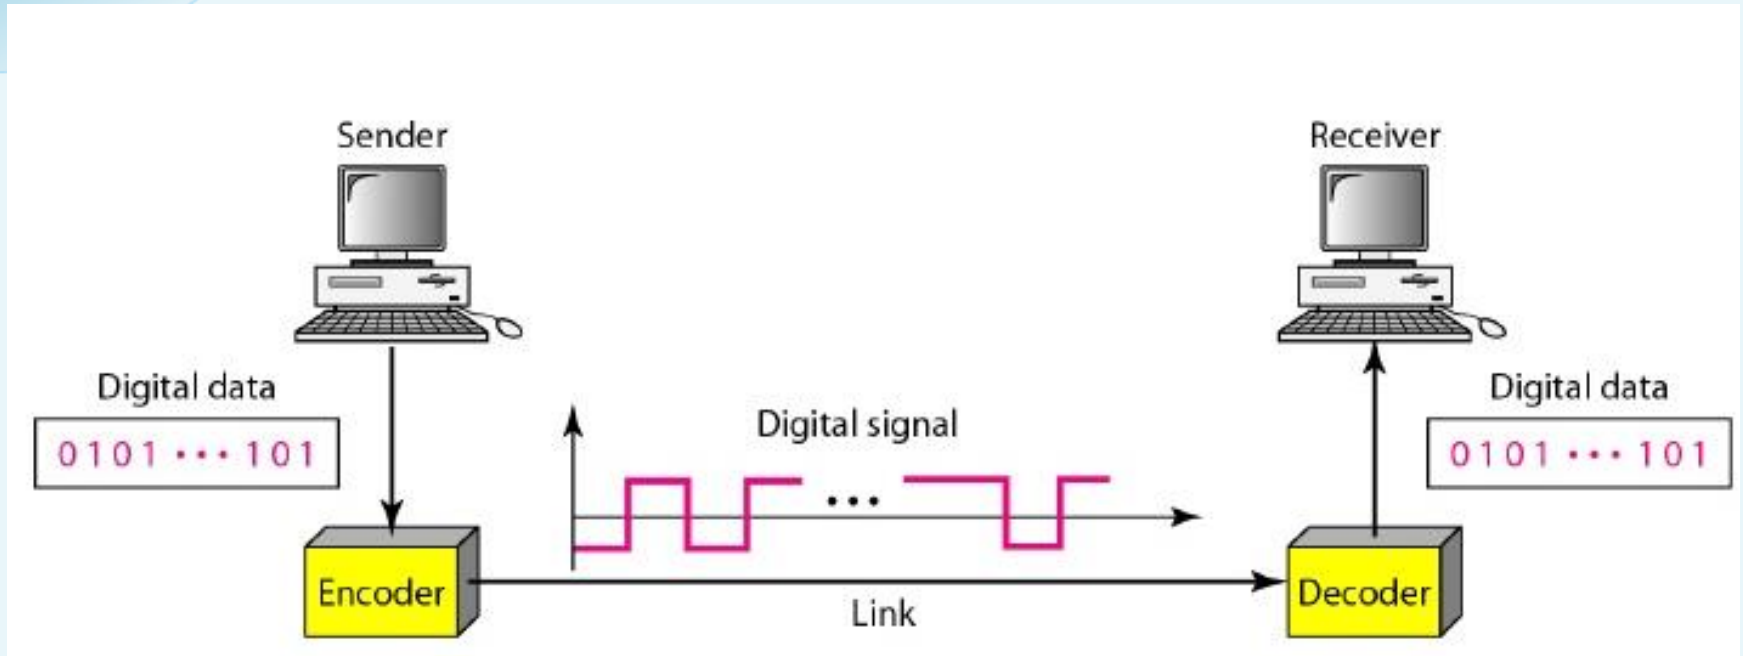 Sender
Receiver
Digital data
0101 ••• 101
Digital signal
•••
Digital data
0101 ••• 101
Encoder
Link
Decoder